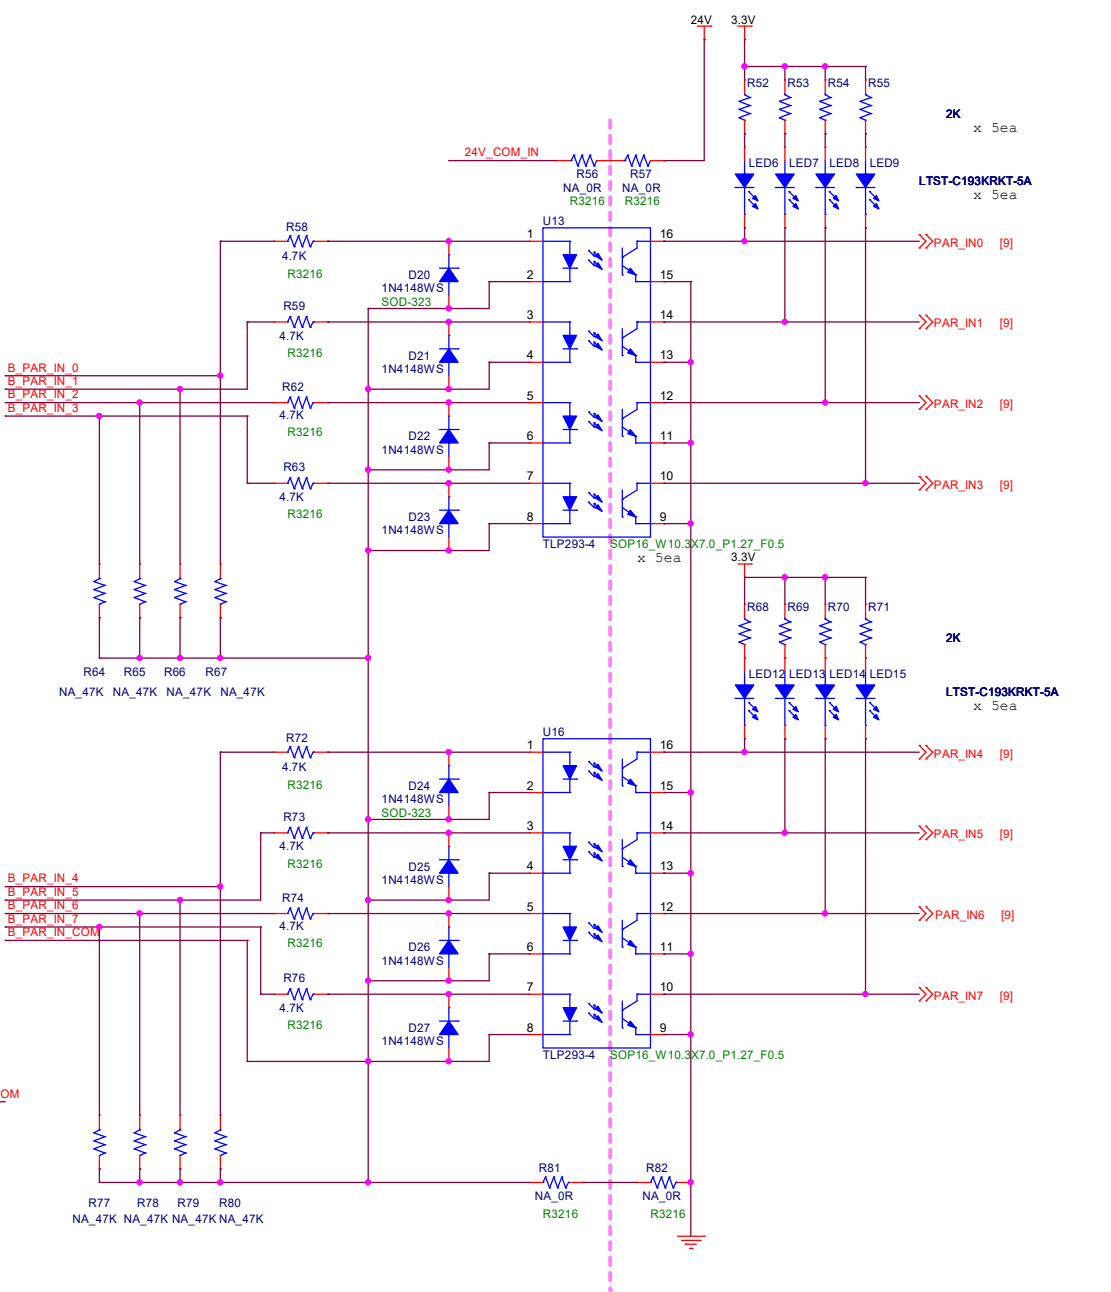 24V 3.3V
R52 R53 R54 R55
2K
x 5ea
24V_COM_IN
LED6 LED7 LED8 LED9
R56 R57
NA_0R NA_0R
R3216 R3216
LTST-C193KRKT-5A
x 5ea
U13
R58
4.7K
R3216
1 16
PAR_IN0 [9]
D20
1N4148WS
SOD-323
2 15
R59
4.7K
R3216
3 14
PAR_IN1 [9]
D21
1N4148WS
4 13
B_PAR_IN_0
B_PAR_IN_1
B_PAR_IN_2
B_PAR_IN_3
R62
4.7K
R3216
5 12
PAR_IN2 [9]
D22
1N4148WS
6 11
R63
4.7K
R3216
7 10
PAR_IN3 [9]
D23
1N4148WS
8 9
TLP293-4 SOP16_W10.3X7.0_P1.27_F0.5
x 5ea
3.3V
R68 R69 R70 R71
2K
R64 R65 R66 R67
NA_47K NA_47K NA_47K NA_47K
LED12 LED13 LED14 LED15
LTST-C193KRKT-5A
x 5ea
U16
R72
4.7K
R3216
1 16
PAR_IN4 [9]
D24
1N4148WS
SOD-323
2 15
R73
4.7K
R3216
3 14
PAR_IN5 [9]
D25
1N4148WS
4 13
B_PAR_IN_4
B_PAR_IN_5
B_PAR_IN_6
B_PAR_IN_7
B_PAR_IN_COM
R74
4.7K
R3216
5 12
PAR_IN6 [9]
D26
1N4148WS
6 11
R76
4.7K
R3216
7 10
PAR_IN7 [9]
D27
1N4148WS
8 9
TLP293-4 SOP16_W10.3X7.0_P1.27_F0.5
OM
R81 R82
NA_0R NA_0R
R3216 R3216
R77 R78 R79 R80
NA_47K NA_47K NA_47K NA_47K